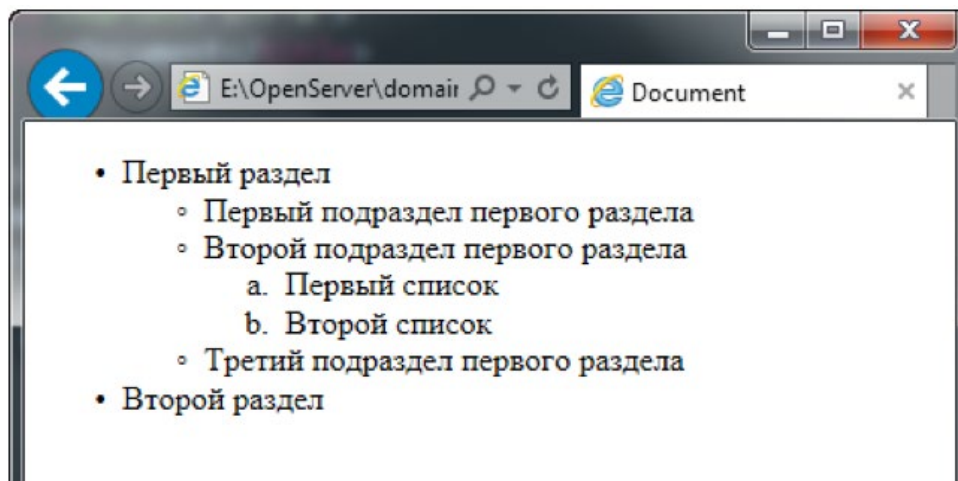 E:\OpenServer\domair
Document
• Первый раздел
◦ Первый подраздел первого раздела
◦ Второй подраздел первого раздела
a. Первый список
b. Второй список
◦ Третий подраздел первого раздела
• Второй раздел